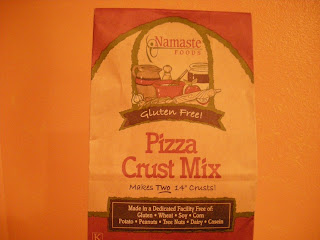 Namaste
FOODS
Gluten Free!
Pizza
Crust Mix
Makes Two 14" Crusts!
Made in a Dedicated Facility Free of:
Gluten • Wheat • Soy • Corn
Potato • Peanuts • Tree Nuts • Dairy • Casein
K